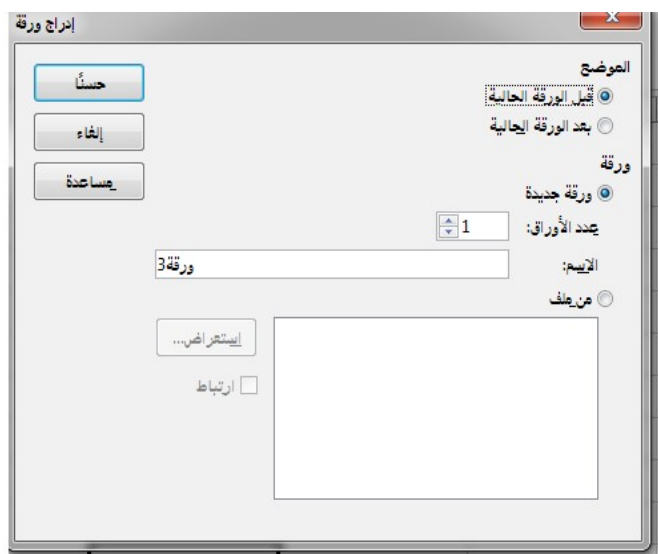 إدراج ورقة
الموضع
قبل الورقة الحالية
بعد الورقة الحالية
حسنًا
إلغاء
مساعدة
ورقة
ورقة جديدة
عدد الأوراق: 1
الاسم: ورقة3
من ملف
استعراض...
ارتباط